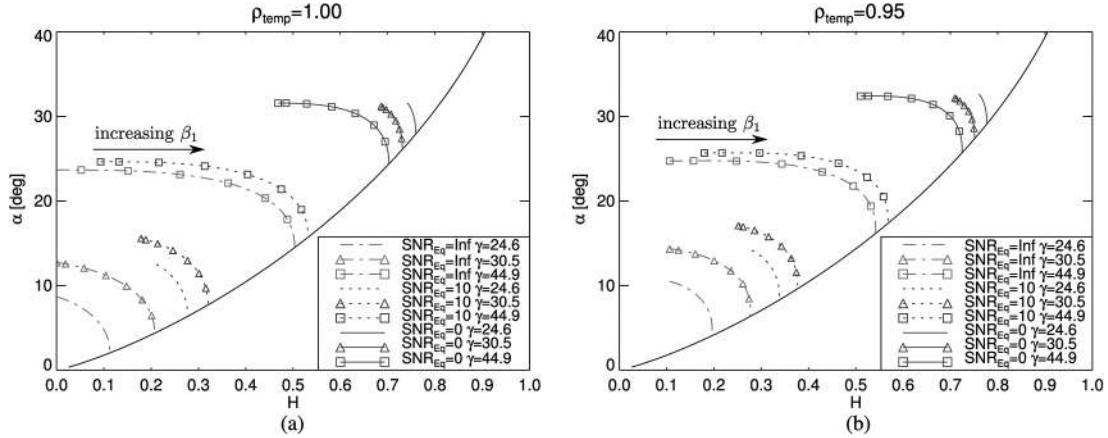 ρtemp=1.00
40
30
20
10
0
α [deg]
increasing β1
SNREq=Inf γ=24.6
SNREq=Inf γ=30.5
SNREq=Inf γ=44.9
SNREq=10 γ=24.6
SNREq=10 γ=30.5
SNREq=10 γ=44.9
SNREq=0 γ=24.6
SNREq=0 γ=30.5
SNREq=0 γ=44.9
0.0 0.1 0.2 0.3 0.4 0.5 0.6 0.7 0.8 0.9 1.0
H
(a)
ρtemp=0.95
40
30
20
10
0
α [deg]
increasing β1
SNREq=Inf γ=24.6
SNREq=Inf γ=30.5
SNREq=Inf γ=44.9
SNREq=10 γ=24.6
SNREq=10 γ=30.5
SNREq=10 γ=44.9
SNREq=0 γ=24.6
SNREq=0 γ=30.5
SNREq=0 γ=44.9
0.0 0.1 0.2 0.3 0.4 0.5 0.6 0.7 0.8 0.9 1.0
H
(b)